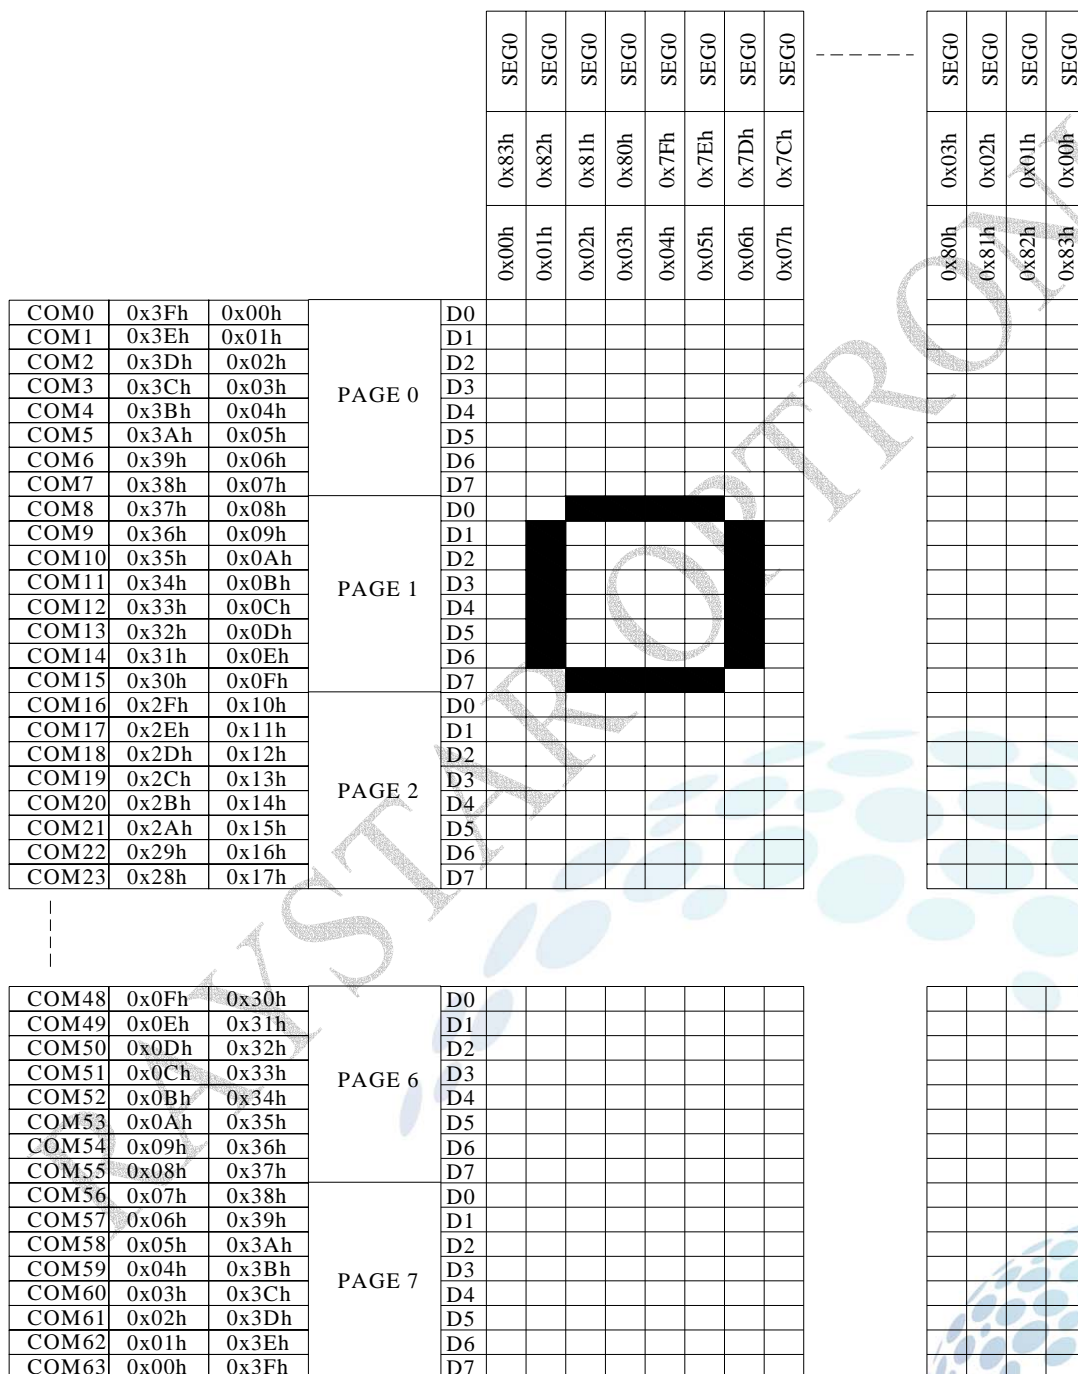 SEG0 SEG0 SEG0 SEG0 SEG0 SEG0 SEG0 SEG0 SEG0 SEG0 SEG0 SEG0
0x83h 0x82h 0x81h 0x80h 0x7Fh 0x7Eh 0x7Dh 0x7Ch 0x03h 0x02h 0x01h 0x00h
0x00h 0x01h 0x02h 0x03h 0x04h 0x05h 0x06h 0x07h 0x80h 0x81h 0x82h 0x83h
COM0 0x3Fh 0x00h D0
COM1 0x3Eh 0x01h D1
COM2 0x3Dh 0x02h D2
COM3 0x3Ch 0x03h PAGE 0 D3
COM4 0x3Bh 0x04h D4
COM5 0x3Ah 0x05h D5
COM6 0x39h 0x06h D6
COM7 0x38h 0x07h D7
COM8 0x37h 0x08h D0
COM9 0x36h 0x09h D1
COM10 0x35h 0x0Ah D2
COM11 0x34h 0x0Bh PAGE 1 D3
COM12 0x33h 0x0Ch D4
COM13 0x32h 0x0Dh D5
COM14 0x31h 0x0Eh D6
COM15 0x30h 0x0Fh D7
COM16 0x2Fh 0x10h D0
COM17 0x2Eh 0x11h D1
COM18 0x2Dh 0x12h D2
COM19 0x2Ch 0x13h PAGE 2 D3
COM20 0x2Bh 0x14h D4
COM21 0x2Ah 0x15h D5
COM22 0x29h 0x16h D6
COM23 0x28h 0x17h D7
COM48 0x0Fh 0x30h D0
COM49 0x0Eh 0x31h D1
COM50 0x0Dh 0x32h D2
COM51 0x0Ch 0x33h PAGE 6 D3
COM52 0x0Bh 0x34h D4
COM53 0x0Ah 0x35h D5
COM54 0x09h 0x36h D6
COM55 0x08h 0x37h D7
COM56 0x07h 0x38h D0
COM57 0x06h 0x39h D1
COM58 0x05h 0x3Ah D2
COM59 0x04h 0x3Bh PAGE 7 D3
COM60 0x03h 0x3Ch D4
COM61 0x02h 0x3Dh D5
COM62 0x01h 0x3Eh D6
COM63 0x00h 0x3Fh D7
RAYSTAR OPTRON